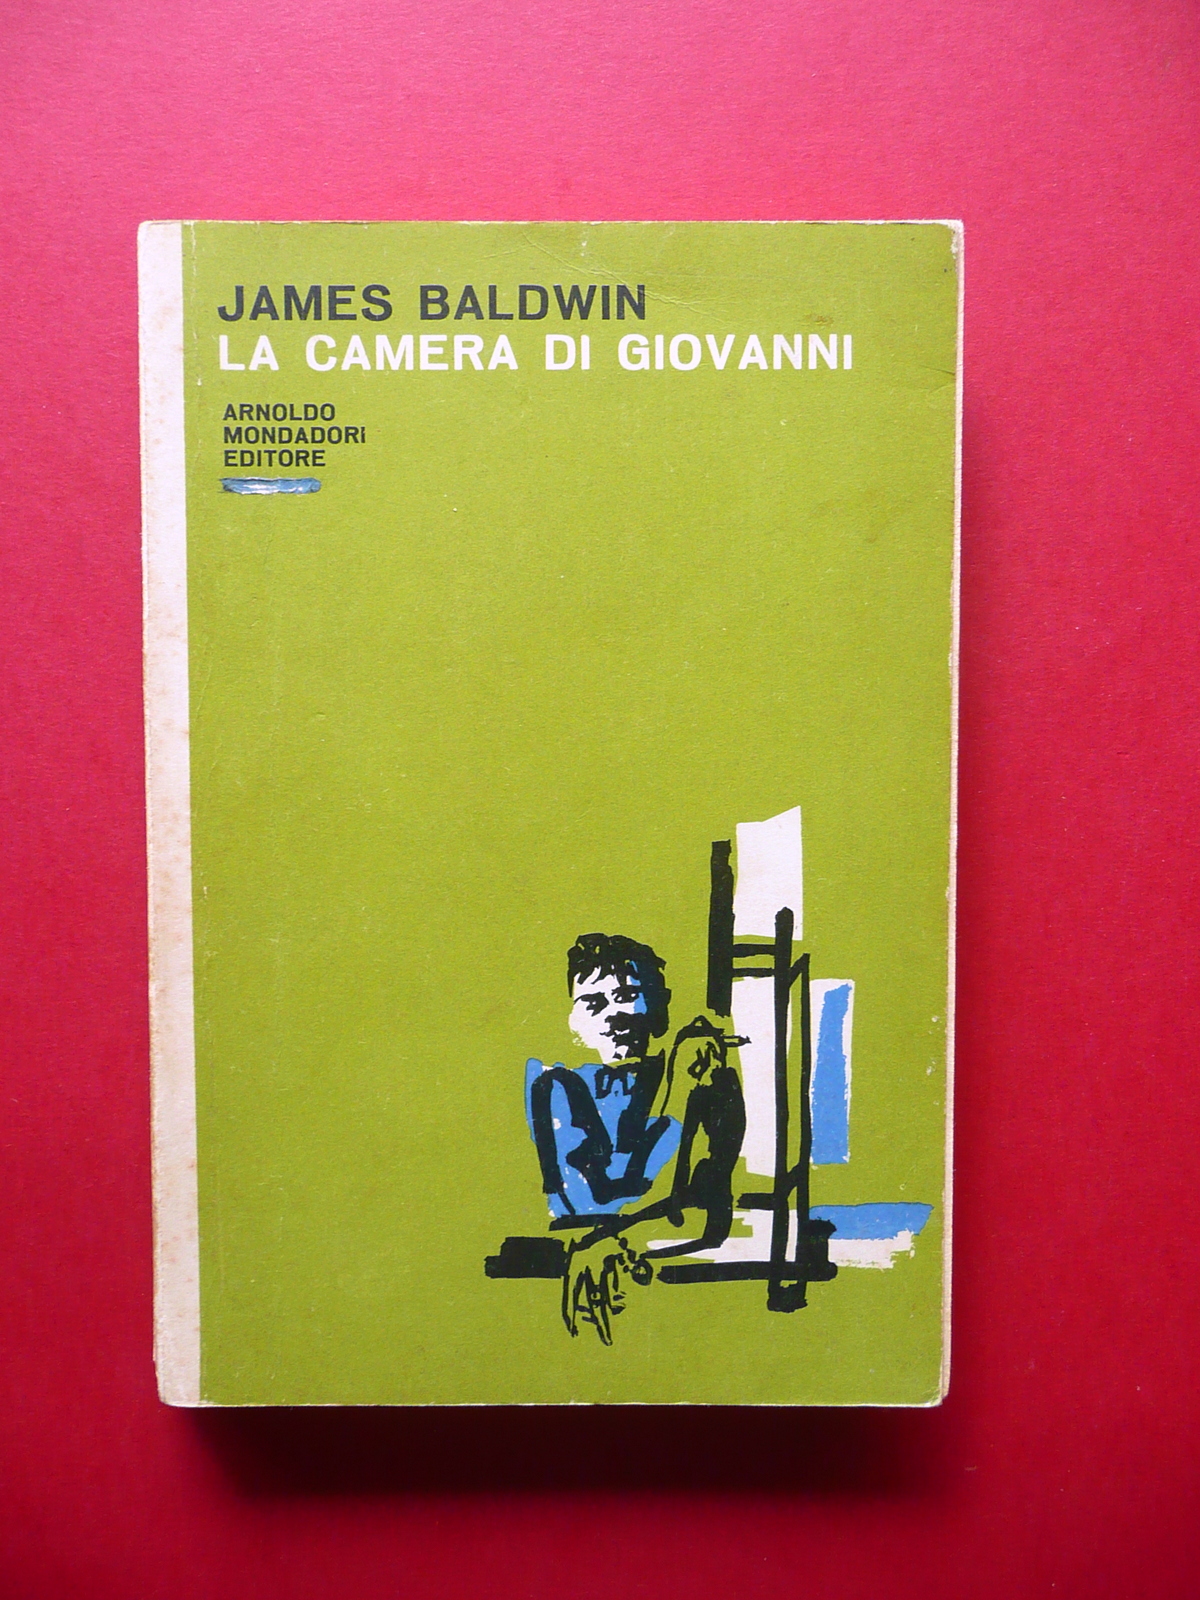 JAMES BALDWIN
LA CAMERA DI GIOVANNI
ARNOLDO
MONDADORI
EDITORE